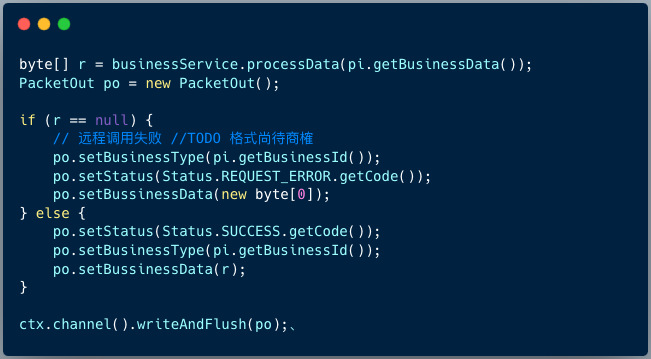 byte[] r = businessService.processData(pi.getBusinessData());
PacketOut po = new PacketOut();
if (r == null) {
// 远程调用失败 //TODO 格式尚待商榷
po.setBusinessType(pi.getBusinessId());
po.setStatus(Status.REQUEST_ERROR.getCode());
po.setBussinessData(new byte[0]);
} else {
po.setStatus(Status.SUCCESS.getCode());
po.setBusinessType(pi.getBusinessId());
po.setBussinessData(r);
}
ctx.channel().writeAndFlush(po);、